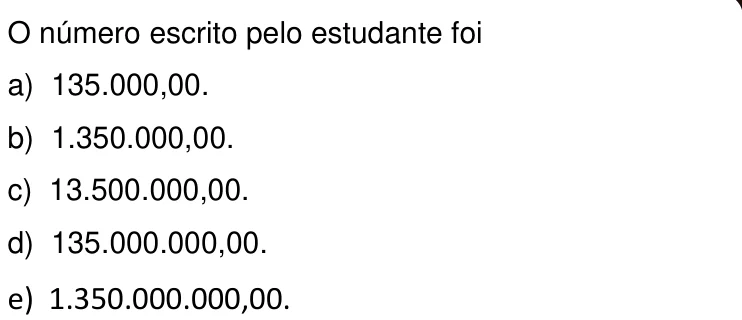 O número escrito pelo estudante foi
a) 135.000,00.
b) 1.350.000,00.
c) 13.500.000,00.
d) 135.000.000,00.
e) 1.350.000.000,00.